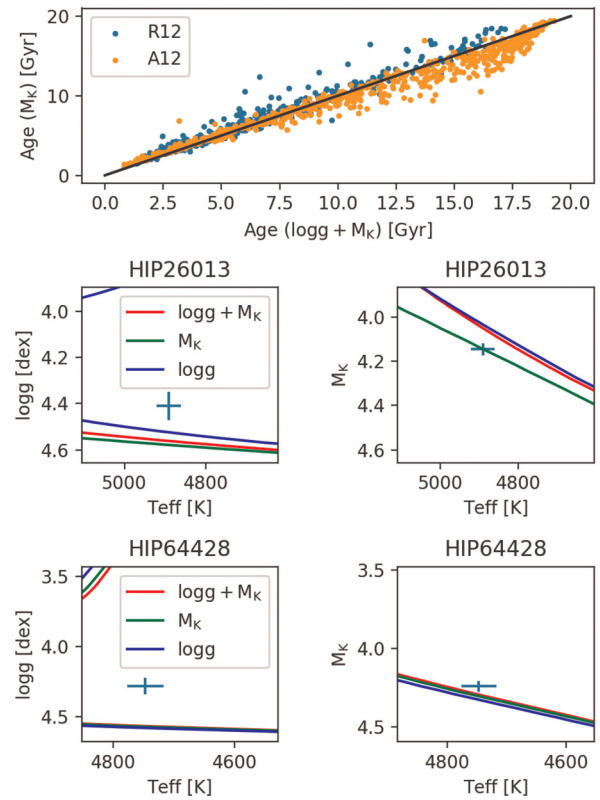 R12
A12
Age (M_K) [Gyr]
20
10
0
0.0 2.5 5.0 7.5 10.0 12.5 15.0 17.5 20.0
Age (logg + M_K) [Gyr]
HIP26013
logg [dex]
4.0
4.2
4.4
4.6
logg + M_K
M_K
logg
5000 4800
Teff [K]
HIP26013
M_K
4.0
4.2
4.4
4.6
5000 4800
Teff [K]
HIP64428
logg [dex]
3.5
4.0
4.5
logg + M_K
M_K
logg
4800 4600
Teff [K]
HIP64428
M_K
3.5
4.0
4.5
4800 4600
Teff [K]